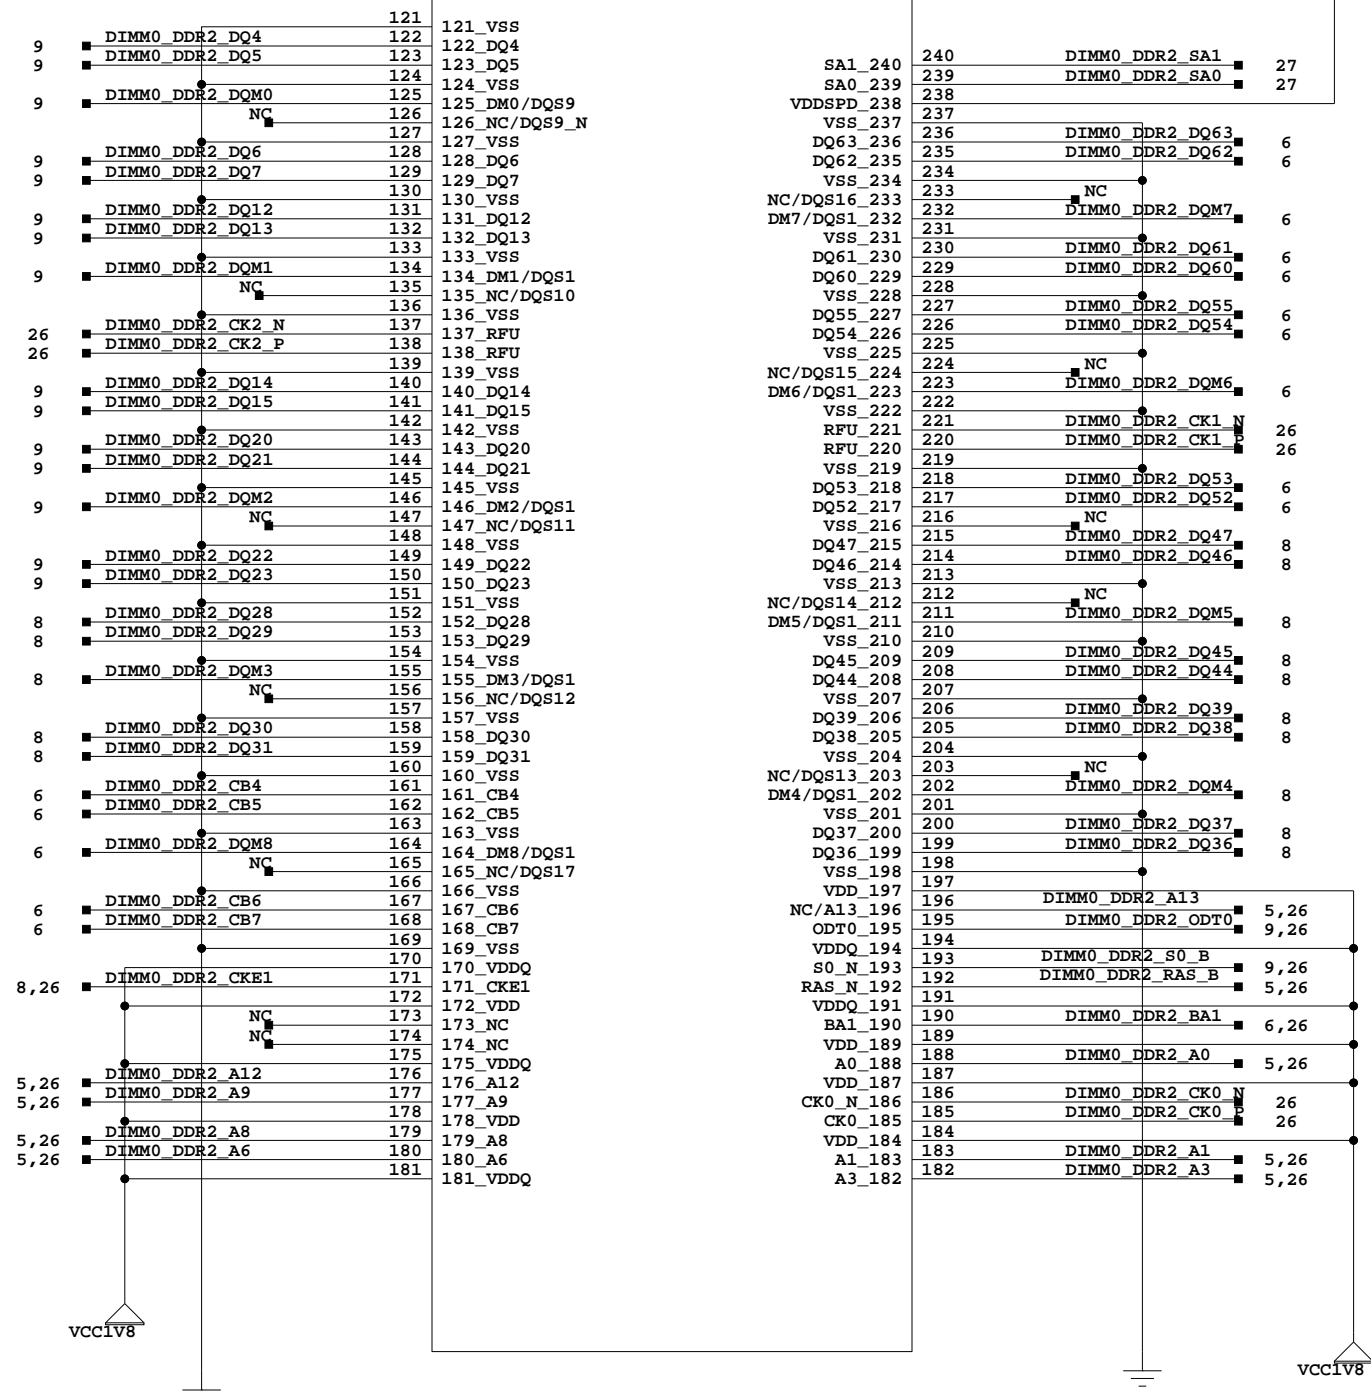 121 121_VSS
9 DIMM0_DDR2_DQ4 122 122_DQ4
9 DIMM0_DDR2_DQ5 123 123_DQ5
124 124_VSS
9 DIMM0_DDR2_DQM0 125 125_DM0/DQS9
NC 126 126_NC/DQS9_N
127 127_VSS
9 DIMM0_DDR2_DQ6 128 128_DQ6
9 DIMM0_DDR2_DQ7 129 129_DQ7
130 130_VSS
9 DIMM0_DDR2_DQ12 131 131_DQ12
9 DIMM0_DDR2_DQ13 132 132_DQ13
133 133_VSS
9 DIMM0_DDR2_DQM1 134 134_DM1/DQS1
NC 135 135_NC/DQS10
136 136_VSS
26 DIMM0_DDR2_CK2_N 137 137_RFU
26 DIMM0_DDR2_CK2_P 138 138_RFU
139 139_VSS
9 DIMM0_DDR2_DQ14 140 140_DQ14
9 DIMM0_DDR2_DQ15 141 141_DQ15
142 142_VSS
9 DIMM0_DDR2_DQ20 143 143_DQ20
9 DIMM0_DDR2_DQ21 144 144_DQ21
145 145_VSS
9 DIMM0_DDR2_DQM2 146 146_DM2/DQS1
NC 147 147_NC/DQS11
148 148_VSS
9 DIMM0_DDR2_DQ22 149 149_DQ22
9 DIMM0_DDR2_DQ23 150 150_DQ23
151 151_VSS
8 DIMM0_DDR2_DQ28 152 152_DQ28
8 DIMM0_DDR2_DQ29 153 153_DQ29
154 154_VSS
8 DIMM0_DDR2_DQM3 155 155_DM3/DQS1
NC 156 156_NC/DQS12
157 157_VSS
8 DIMM0_DDR2_DQ30 158 158_DQ30
8 DIMM0_DDR2_DQ31 159 159_DQ31
160 160_VSS
6 DIMM0_DDR2_CB4 161 161_CB4
6 DIMM0_DDR2_CB5 162 162_CB5
163 163_VSS
6 DIMM0_DDR2_DQM8 164 164_DM8/DQS1
NC 165 165_NC/DQS17
166 166_VSS
6 DIMM0_DDR2_CB6 167 167_CB6
6 DIMM0_DDR2_CB7 168 168_CB7
169 169_VSS
170 170_VDDQ
8,26 DIMM0_DDR2_CKE1 171 171_CKE1
172 172_VDD
NC 173 173_NC
NC 174 174_NC
175 175_VDDQ
5,26 DIMM0_DDR2_A12 176 176_A12
5,26 DIMM0_DDR2_A9 177 177_A9
178 178_VDD
5,26 DIMM0_DDR2_A8 179 179_A8
5,26 DIMM0_DDR2_A6 180 180_A6
181 181_VDDQ
VCC1V8
SA1_240 240 DIMM0_DDR2_SA1 27
SA0_239 239 DIMM0_DDR2_SA0 27
VDDSPD_238 238
VSS_237 237
DQ63_236 236 DIMM0_DDR2_DQ63 6
DQ62_235 235 DIMM0_DDR2_DQ62 6
VSS_234 234
NC/DQS16_233 233 NC
DM7/DQS1_232 232 DIMM0_DDR2_DQM7 6
VSS_231 231
DQ61_230 230 DIMM0_DDR2_DQ61 6
DQ60_229 229 DIMM0_DDR2_DQ60 6
VSS_228 228
DQ55_227 227 DIMM0_DDR2_DQ55 6
DQ54_226 226 DIMM0_DDR2_DQ54 6
VSS_225 225
NC/DQS15_224 224 NC
DM6/DQS1_223 223 DIMM0_DDR2_DQM6 6
VSS_222 222
RFU_221 221 DIMM0_DDR2_CK1_N 26
RFU_220 220 DIMM0_DDR2_CK1_P 26
VSS_219 219
DQ53_218 218 DIMM0_DDR2_DQ53 6
DQ52_217 217 DIMM0_DDR2_DQ52 6
VSS_216 216 NC
DQ47_215 215 DIMM0_DDR2_DQ47 8
DQ46_214 214 DIMM0_DDR2_DQ46 8
VSS_213 213
NC/DQS14_212 212 NC
DM5/DQS1_211 211 DIMM0_DDR2_DQM5 8
VSS_210 210
DQ45_209 209 DIMM0_DDR2_DQ45 8
DQ44_208 208 DIMM0_DDR2_DQ44 8
VSS_207 207
DQ39_206 206 DIMM0_DDR2_DQ39 8
DQ38_205 205 DIMM0_DDR2_DQ38 8
VSS_204 204
NC/DQS13_203 203 NC
DM4/DQS1_202 202 DIMM0_DDR2_DQM4 8
VSS_201 201
DQ37_200 200 DIMM0_DDR2_DQ37 8
DQ36_199 199 DIMM0_DDR2_DQ36 8
VSS_198 198
VDD_197 197
NC/A13_196 196 DIMM0_DDR2_A13 5,26
ODT0_195 195 DIMM0_DDR2_ODT0 9,26
VDDQ_194 194
S0_N_193 193 DIMM0_DDR2_S0_B 9,26
RAS_N_192 192 DIMM0_DDR2_RAS_B 5,26
VDDQ_191 191
BA1_190 190 DIMM0_DDR2_BA1 6,26
VDD_189 189
A0_188 188 DIMM0_DDR2_A0 5,26
VDD_187 187
CK0_N_186 186 DIMM0_DDR2_CK0_N 26
CK0_185 185 DIMM0_DDR2_CK0_P 26
VDD_184 184
A1_183 183 DIMM0_DDR2_A1 5,26
A3_182 182 DIMM0_DDR2_A3 5,26
VCC1V8